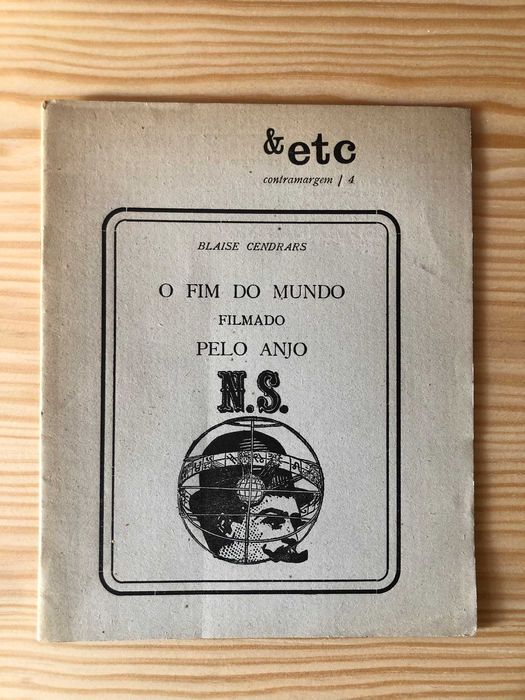 & etc
contramargem / 4
BLAISE CENDRARS
O FIM DO MUNDO
FILMADO
PELO ANJO
N.S.